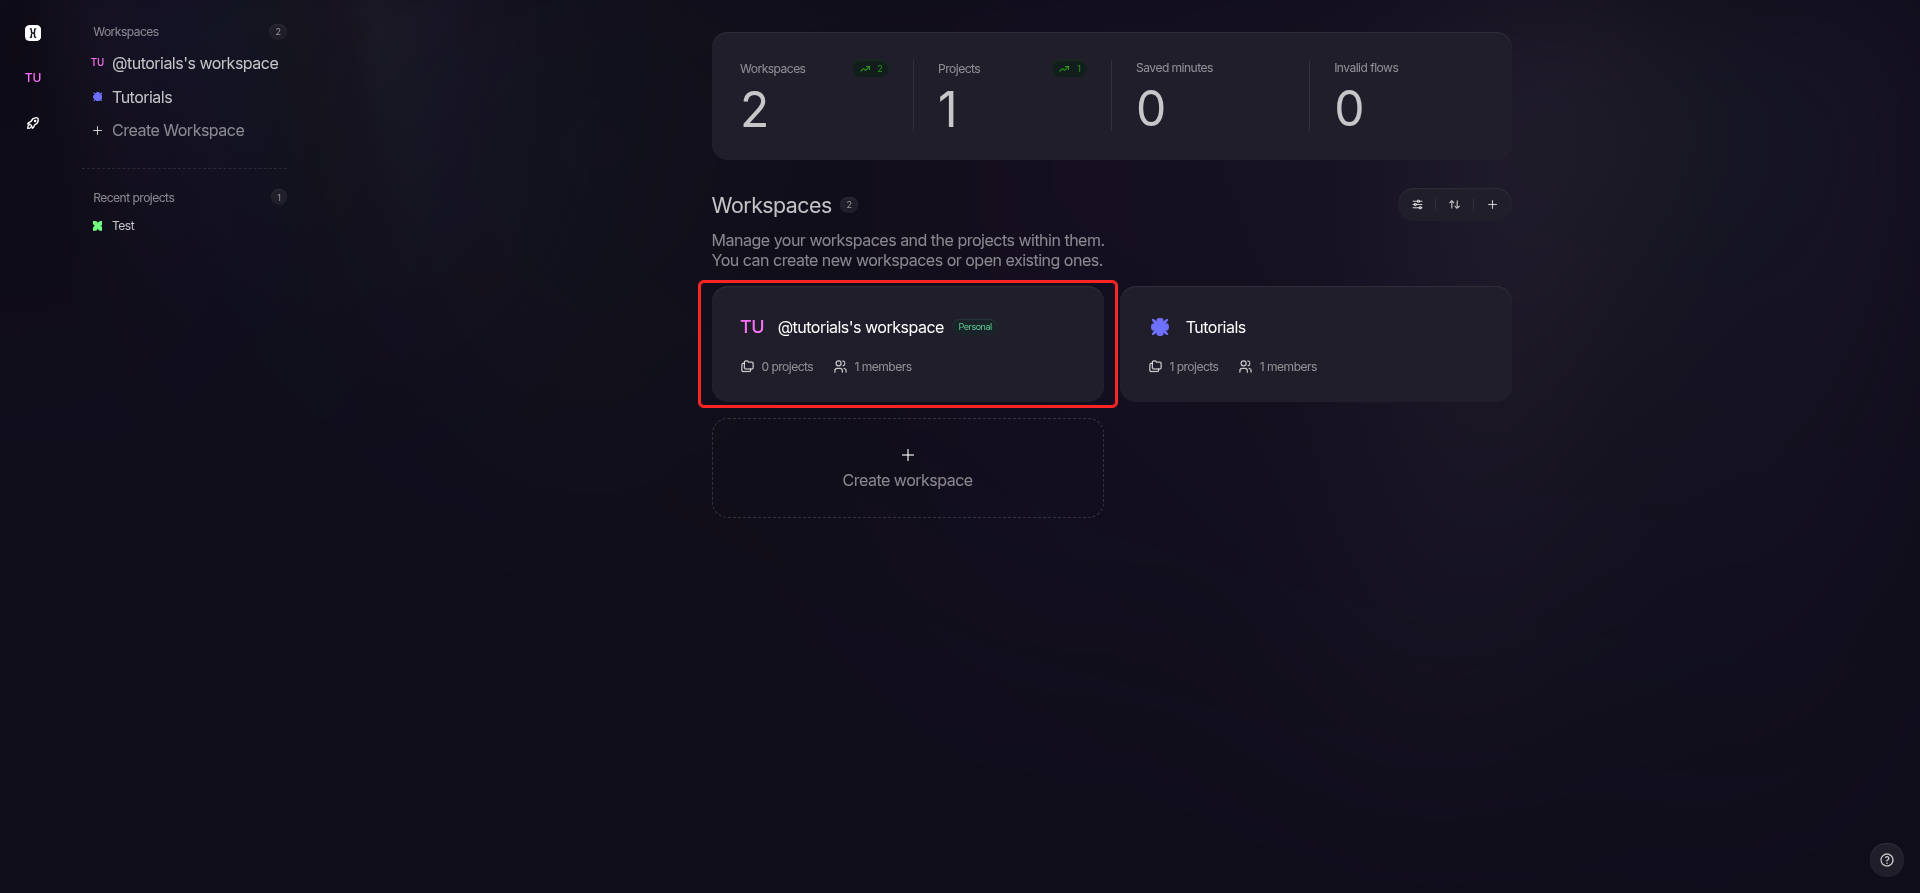 Workspaces 2
TU @tutorials's workspace
Tutorials
Create Workspace
Recent projects 1
Test
TU
Workspaces 2
2
Projects 1
1
Saved minutes
0
Invalid flows
0
Workspaces 2
Manage your workspaces and the projects within them.
You can create new workspaces or open existing ones.
TU @tutorials's workspace Personal
0 projects 1 members
Tutorials
1 projects 1 members
Create workspace